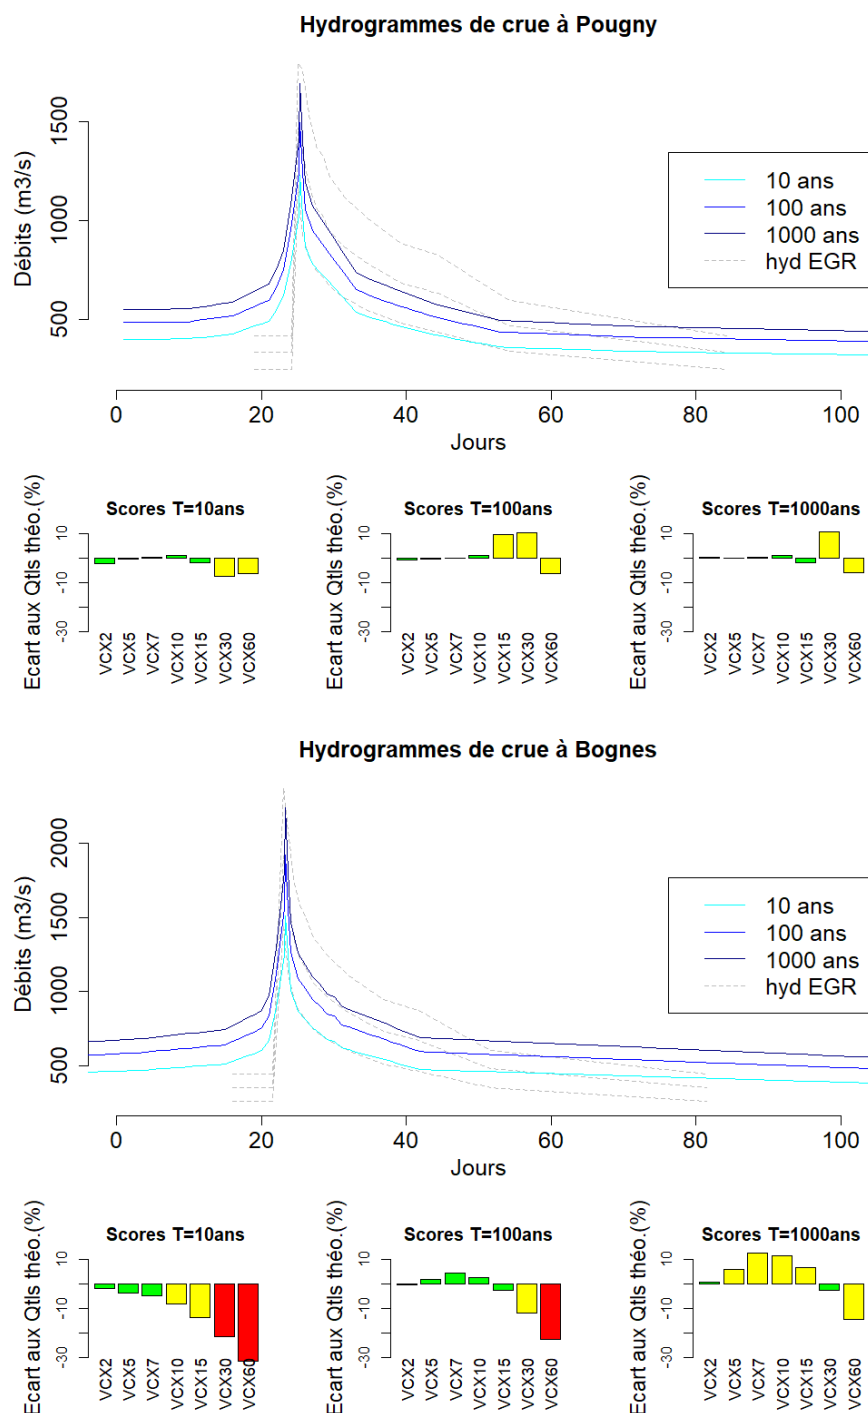 Hydrogrammes de crue à Pougny
Débits (m3/s)
1500
1000
500
10 ans
100 ans
1000 ans
hyd EGR
0 20 40 60 80 100
Jours
Scores T=10ans
Ecart aux Qtls théo.(%)
10
-10
-30
VCX2 VCX5 VCX7 VCX10 VCX15 VCX30 VCX60
Scores T=100ans
Ecart aux Qtls théo.(%)
10
-10
-30
VCX2 VCX5 VCX7 VCX10 VCX15 VCX30 VCX60
Scores T=1000ans
Ecart aux Qtls théo.(%)
10
-10
-30
VCX2 VCX5 VCX7 VCX10 VCX15 VCX30 VCX60
Hydrogrammes de crue à Bognes
Débits (m3/s)
2000
1500
1000
500
10 ans
100 ans
1000 ans
hyd EGR
0 20 40 60 80 100
Jours
Scores T=10ans
Ecart aux Qtls théo.(%)
10
-10
-30
VCX2 VCX5 VCX7 VCX10 VCX15 VCX30 VCX60
Scores T=100ans
Ecart aux Qtls théo.(%)
10
-10
-30
VCX2 VCX5 VCX7 VCX10 VCX15 VCX30 VCX60
Scores T=1000ans
Ecart aux Qtls théo.(%)
10
-10
-30
VCX2 VCX5 VCX7 VCX10 VCX15 VCX30 VCX60